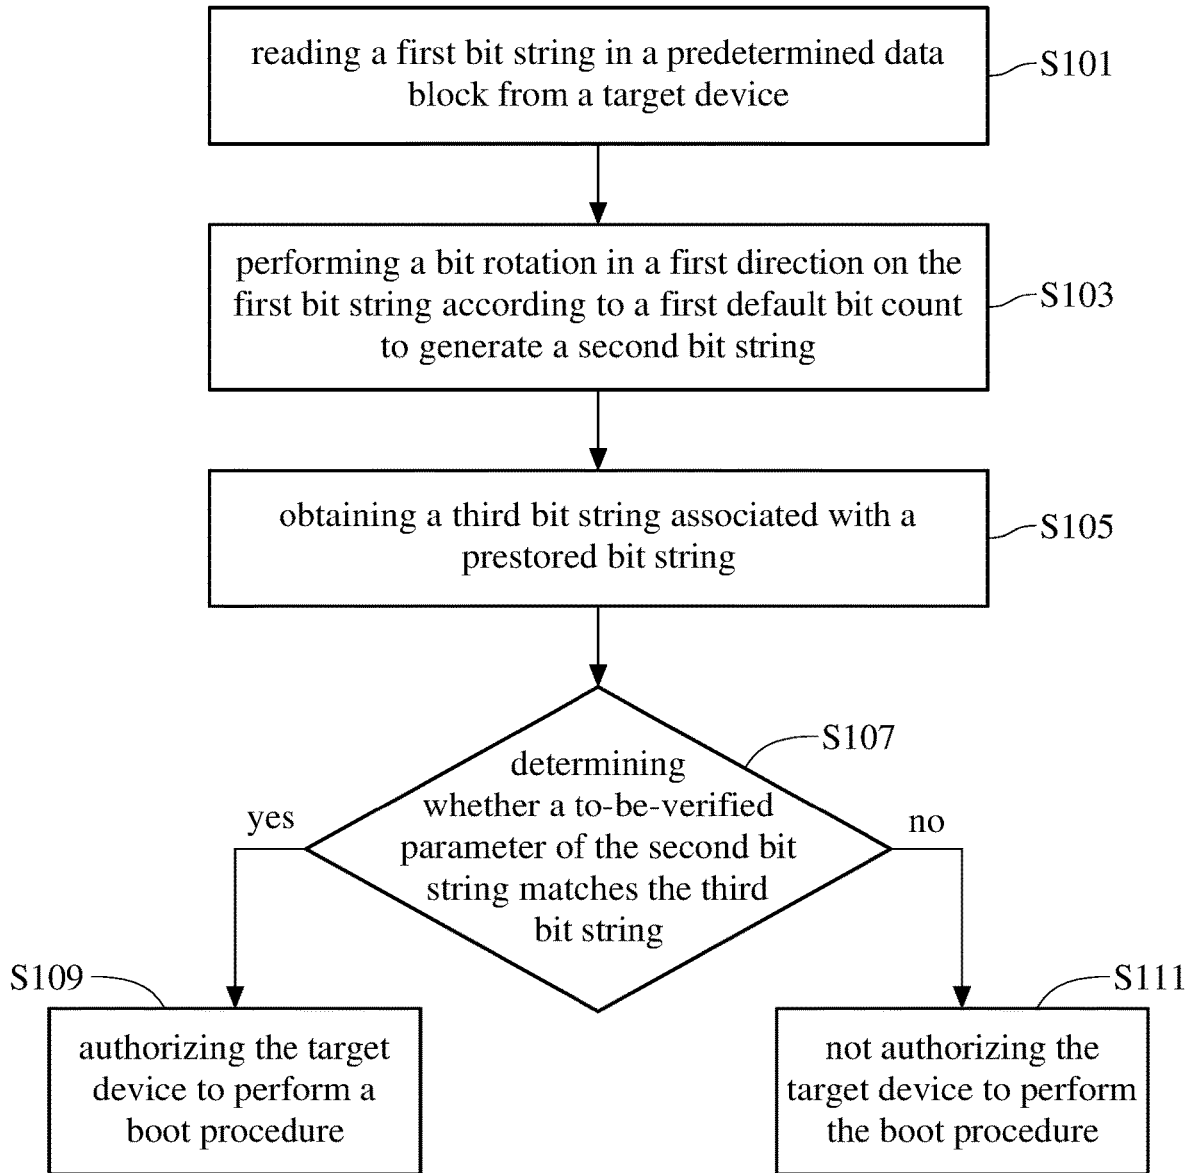 reading a first bit string in a predetermined data
block from a target device
S101
performing a bit rotation in a first direction on the
first bit string according to a first default bit count
to generate a second bit string
S103
obtaining a third bit string associated with a
prestored bit string
S105
S107
determining
whether a to-be-verified
parameter of the second bit
string matches the third
bit string
yes
no
S109
authorizing the target
device to perform a
boot procedure
S111
not authorizing the
target device to perform
the boot procedure